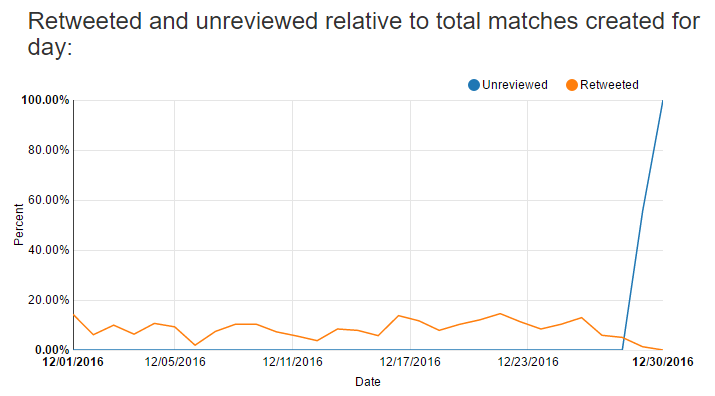 Retweeted and unreviewed relative to total matches created for
day:
Unreviewed Retweeted
100.00%
80.00%
60.00%
40.00%
20.00%
0.00%
Percent
12/01/2016 12/05/2016 12/11/2016 12/17/2016 12/23/2016 12/30/2016
Date